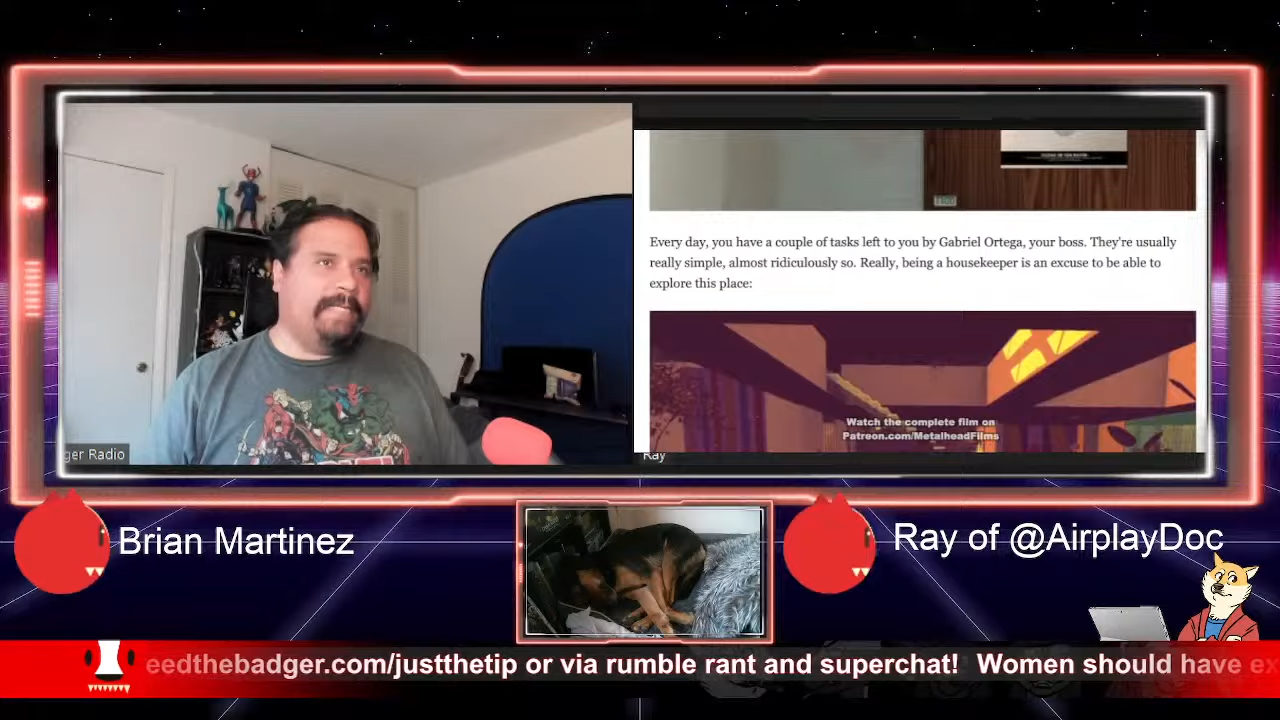 Every day, you have a couple of tasks left to you by Gabriel Ortega, your boss. They're usually
really simple, almost ridiculously so. Really, being a housekeeper is an excuse to be able to
explore this place:
Watch the complete film on
Patreon.com/MetalheadFilms
ger Radio
Ray
Brian Martinez
Ray of @AirplayDoc
eedthebadger.com/justthetip or via rumble rant and superchat! Women should have ex